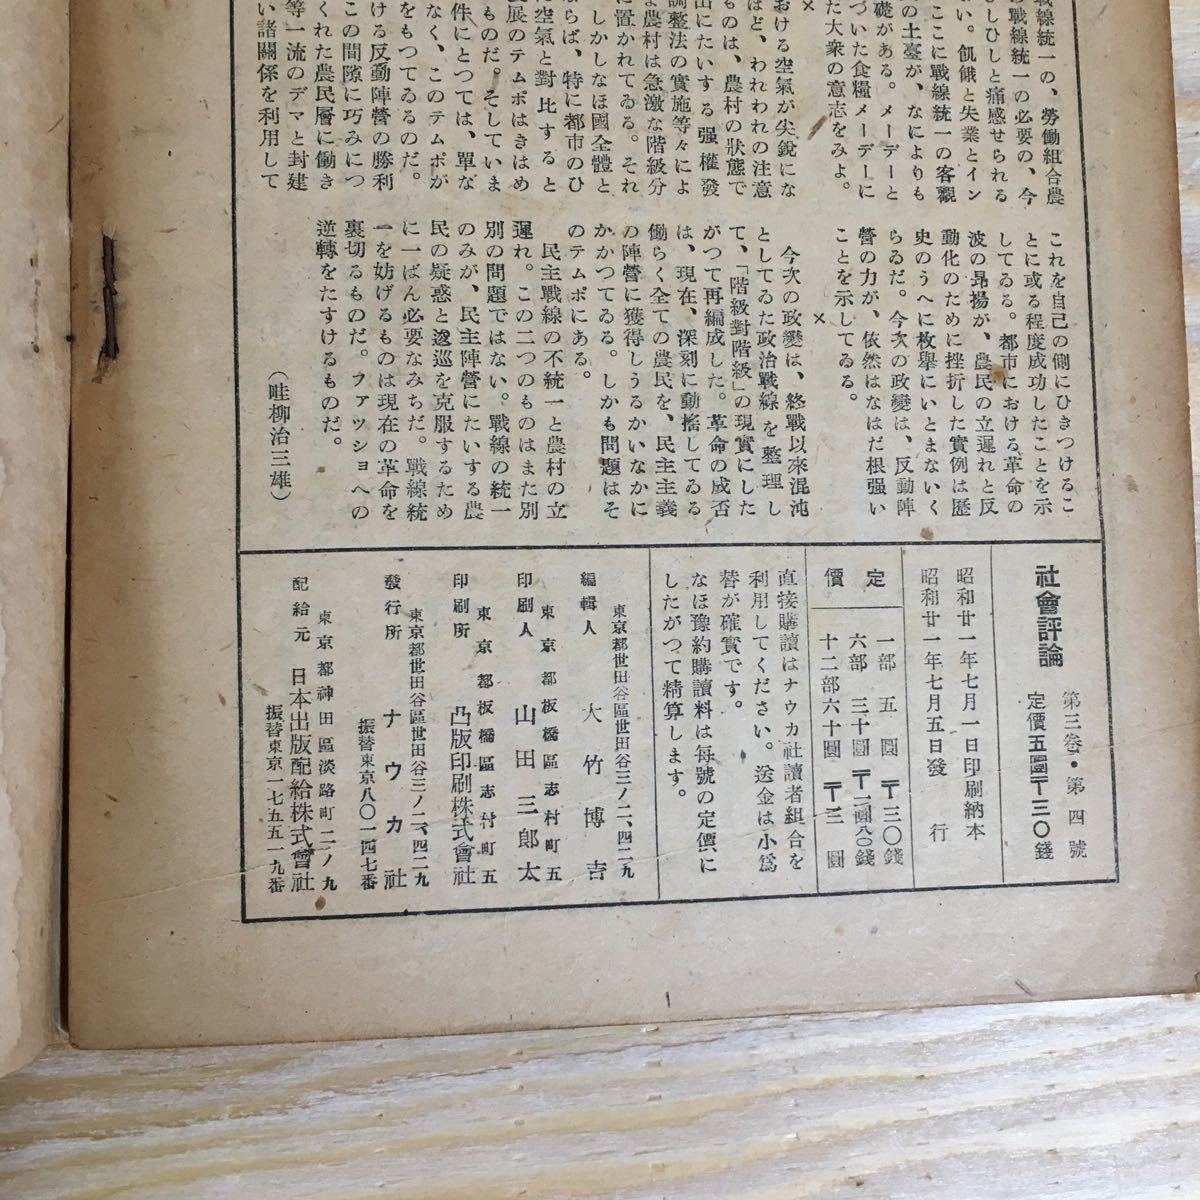 戰線統一の、勞働組合農
戰線統一の必要の、今
ひしひしと痛感せられる
ない。飢餓と失業とイン
ここに戰線統一の客觀
の土臺が、なによりも
礎がある。メーデーと
づいた食糧メーデーに
た大衆の意志をみよ。
×
おける空氣が尖銳にな
ほど、われわれの注意
ものは、農村の狀態で
出にたいする强權發
調整法の實施等々によ
農村は急激な階級分
に置かれてゐる。それ
しかしなほ國全體と
ならば、特に都市のひ
空氣と對比すると
展のテムポはきはめ
ものだ。そしていま
件にとつては、單な
なく、このテムポが
をもつてゐるのだ。
ける反動陣營の勝利
この間隙に巧みにつ
くれた農民層に働き
等一流のデマと封建
い諸關係を利用して
これを自己の側にひきつけるこ
とに或る程度成功したことを示
してゐる。都市における革命の
波の昻揚が、農民の立遲れと反
動化のために挫折した實例は歷
史のうへに枚擧にいとまないく
らゐだ。今次の政變は、反動陣
營の力が、依然はなはだ根强い
ことを示してゐる。
×
今次の政變は、終戰以來混沌
としてゐた政治戰線を整理し
て、「階級對階級」の現實にした
がつて再編成した。革命の成否
は、現在、深刻に動搖してゐる
働らく全ての農民を、民主主義
の陣營に獲得しうるかいなかに
かかつてゐる。しかも問題はそ
のテムポにある。
民主戰線の不統一と農村の立
遲れ。この二つのものはまた別
別の問題ではない。戰線の統一
のみが、民主陣營にたいする農
民の疑惑と逡巡を克服するため
に一ばん必要なみちだ。戰線統
一を妨げるものは現在の革命を
裏切るものだ。フアツシヨへの
逆轉をたすけるものだ。
（畦柳治三雄）
社會評論 第三卷・第四號
定價五圓〒三〇錢
昭和廿一年七月一日印刷納本
昭和廿一年七月五日發行
定價
一部 五圓 〒三〇錢
六部 三十圓 〒一圓八〇錢
十二部 六十圓 〒三圓
直接購讀はナウカ社讀者組合を
利用してください。送金は小爲
替が確實です。
なほ豫約購讀料は每號の定價に
したがつて精算します。
東京都世田谷區世田谷三ノ二、四二九
編輯人 大竹博吉
東京都板橋區志村町五
印刷人 山田三郎太
東京都板橋區志村町五
印刷所 凸版印刷株式會社
東京都世田谷區世田谷三ノ二、四二九
發行所 ナウカ社
振替東京八〇一四七番
東京都神田區淡路町二ノ九
配給元 日本出版配給株式會社
振替東京一七五五一九番